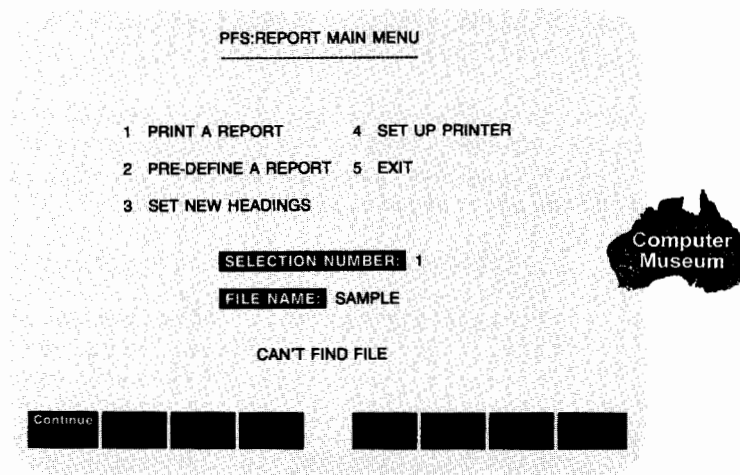 PFS:REPORT MAIN MENU
1 PRINT A REPORT 4 SET UP PRINTER
2 PRE-DEFINE A REPORT 5 EXIT
3 SET NEW HEADINGS
Computer
Museum
SELECTION NUMBER: 1
FILE NAME: SAMPLE
CAN'T FIND FILE
Continue